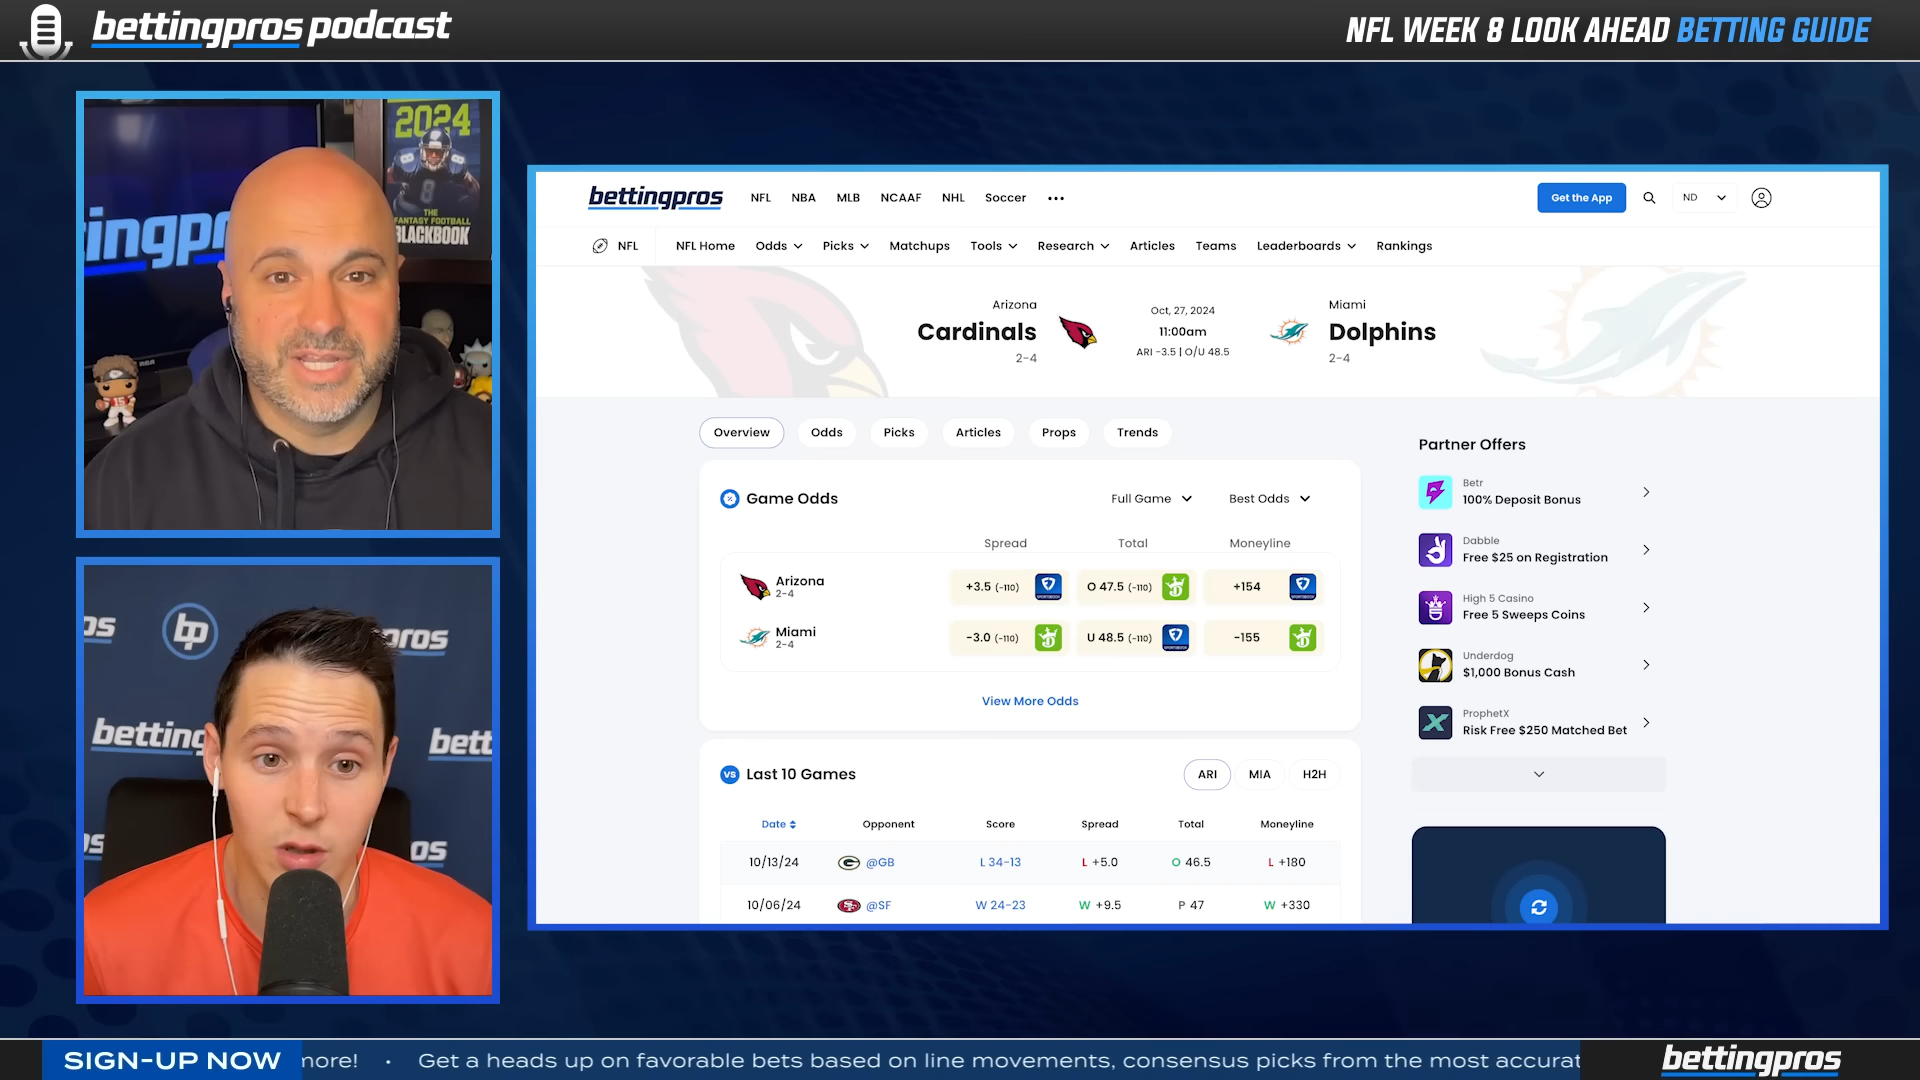 bettingpros podcast
NFL WEEK 8 LOOK AHEAD BETTING GUIDE
2024
8
8
THE
FANTASY FOOTBALL
BLACKBOOK
15
bp
bettingpros
NFL NBA MLB NCAAF NHL Soccer •••
Get the App
ND
NFL
NFL Home Odds Picks Matchups Tools Research Articles Teams Leaderboards Rankings
Arizona
Cardinals
2-4
Oct, 27, 2024
11:00am
ARI -3.5 | O/U 48.5
Miami
Dolphins
2-4
Overview Odds Picks Articles Props Trends
Game Odds
Full Game Best Odds
Spread Total Moneyline
Arizona
2-4
+3.5 (-110) O 47.5 (-110) +154
Miami
2-4
-3.0 (-110) U 48.5 (-110) -155
View More Odds
VS Last 10 Games
ARI MIA H2H
Date Opponent Score Spread Total Moneyline
10/13/24 @GB L 34-13 L +5.0 O 46.5 L +180
10/06/24 @SF W 24-23 W +9.5 P 47 W +330
Partner Offers
Betr
100% Deposit Bonus
Dabble
Free $25 on Registration
High 5 Casino
Free 5 Sweeps Coins
Underdog
$1,000 Bonus Cash
ProphetX
Risk Free $250 Matched Bet
SIGN-UP NOW
more! • Get a heads up on favorable bets based on line movements, consensus picks from the most accurat
bettingpros